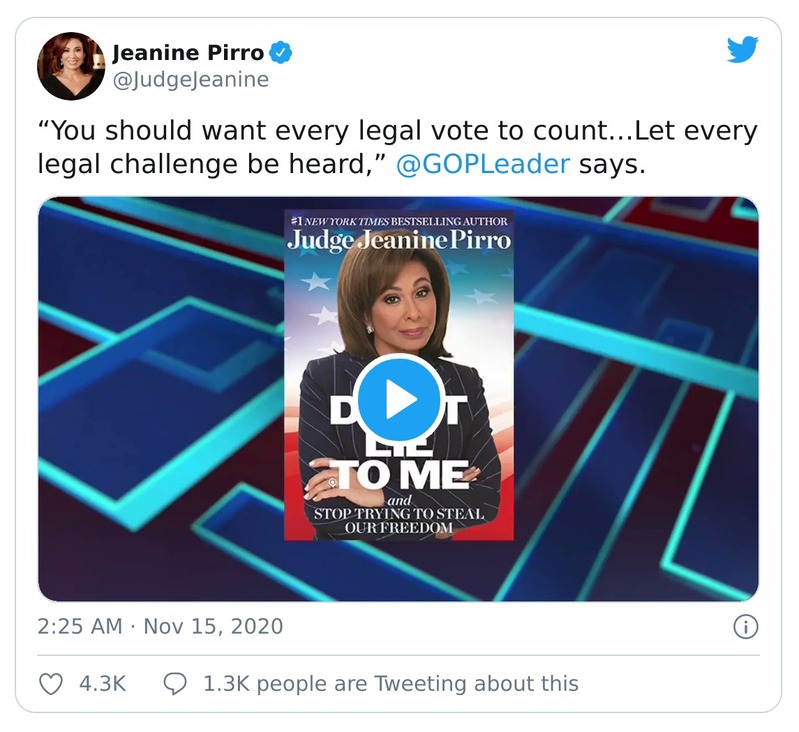 Jeanine Pirro
@JudgeJeanine
“You should want every legal vote to count...Let every
legal challenge be heard,” @GOPLeader says.
#1 NEW YORK TIMES BESTSELLING AUTHOR
Judge Jeanine Pirro
LIE
TO ME
and
STOP TRYING TO STEAL
OUR FREEDOM
2:25 AM · Nov 15, 2020
4.3K
1.3K people are Tweeting about this